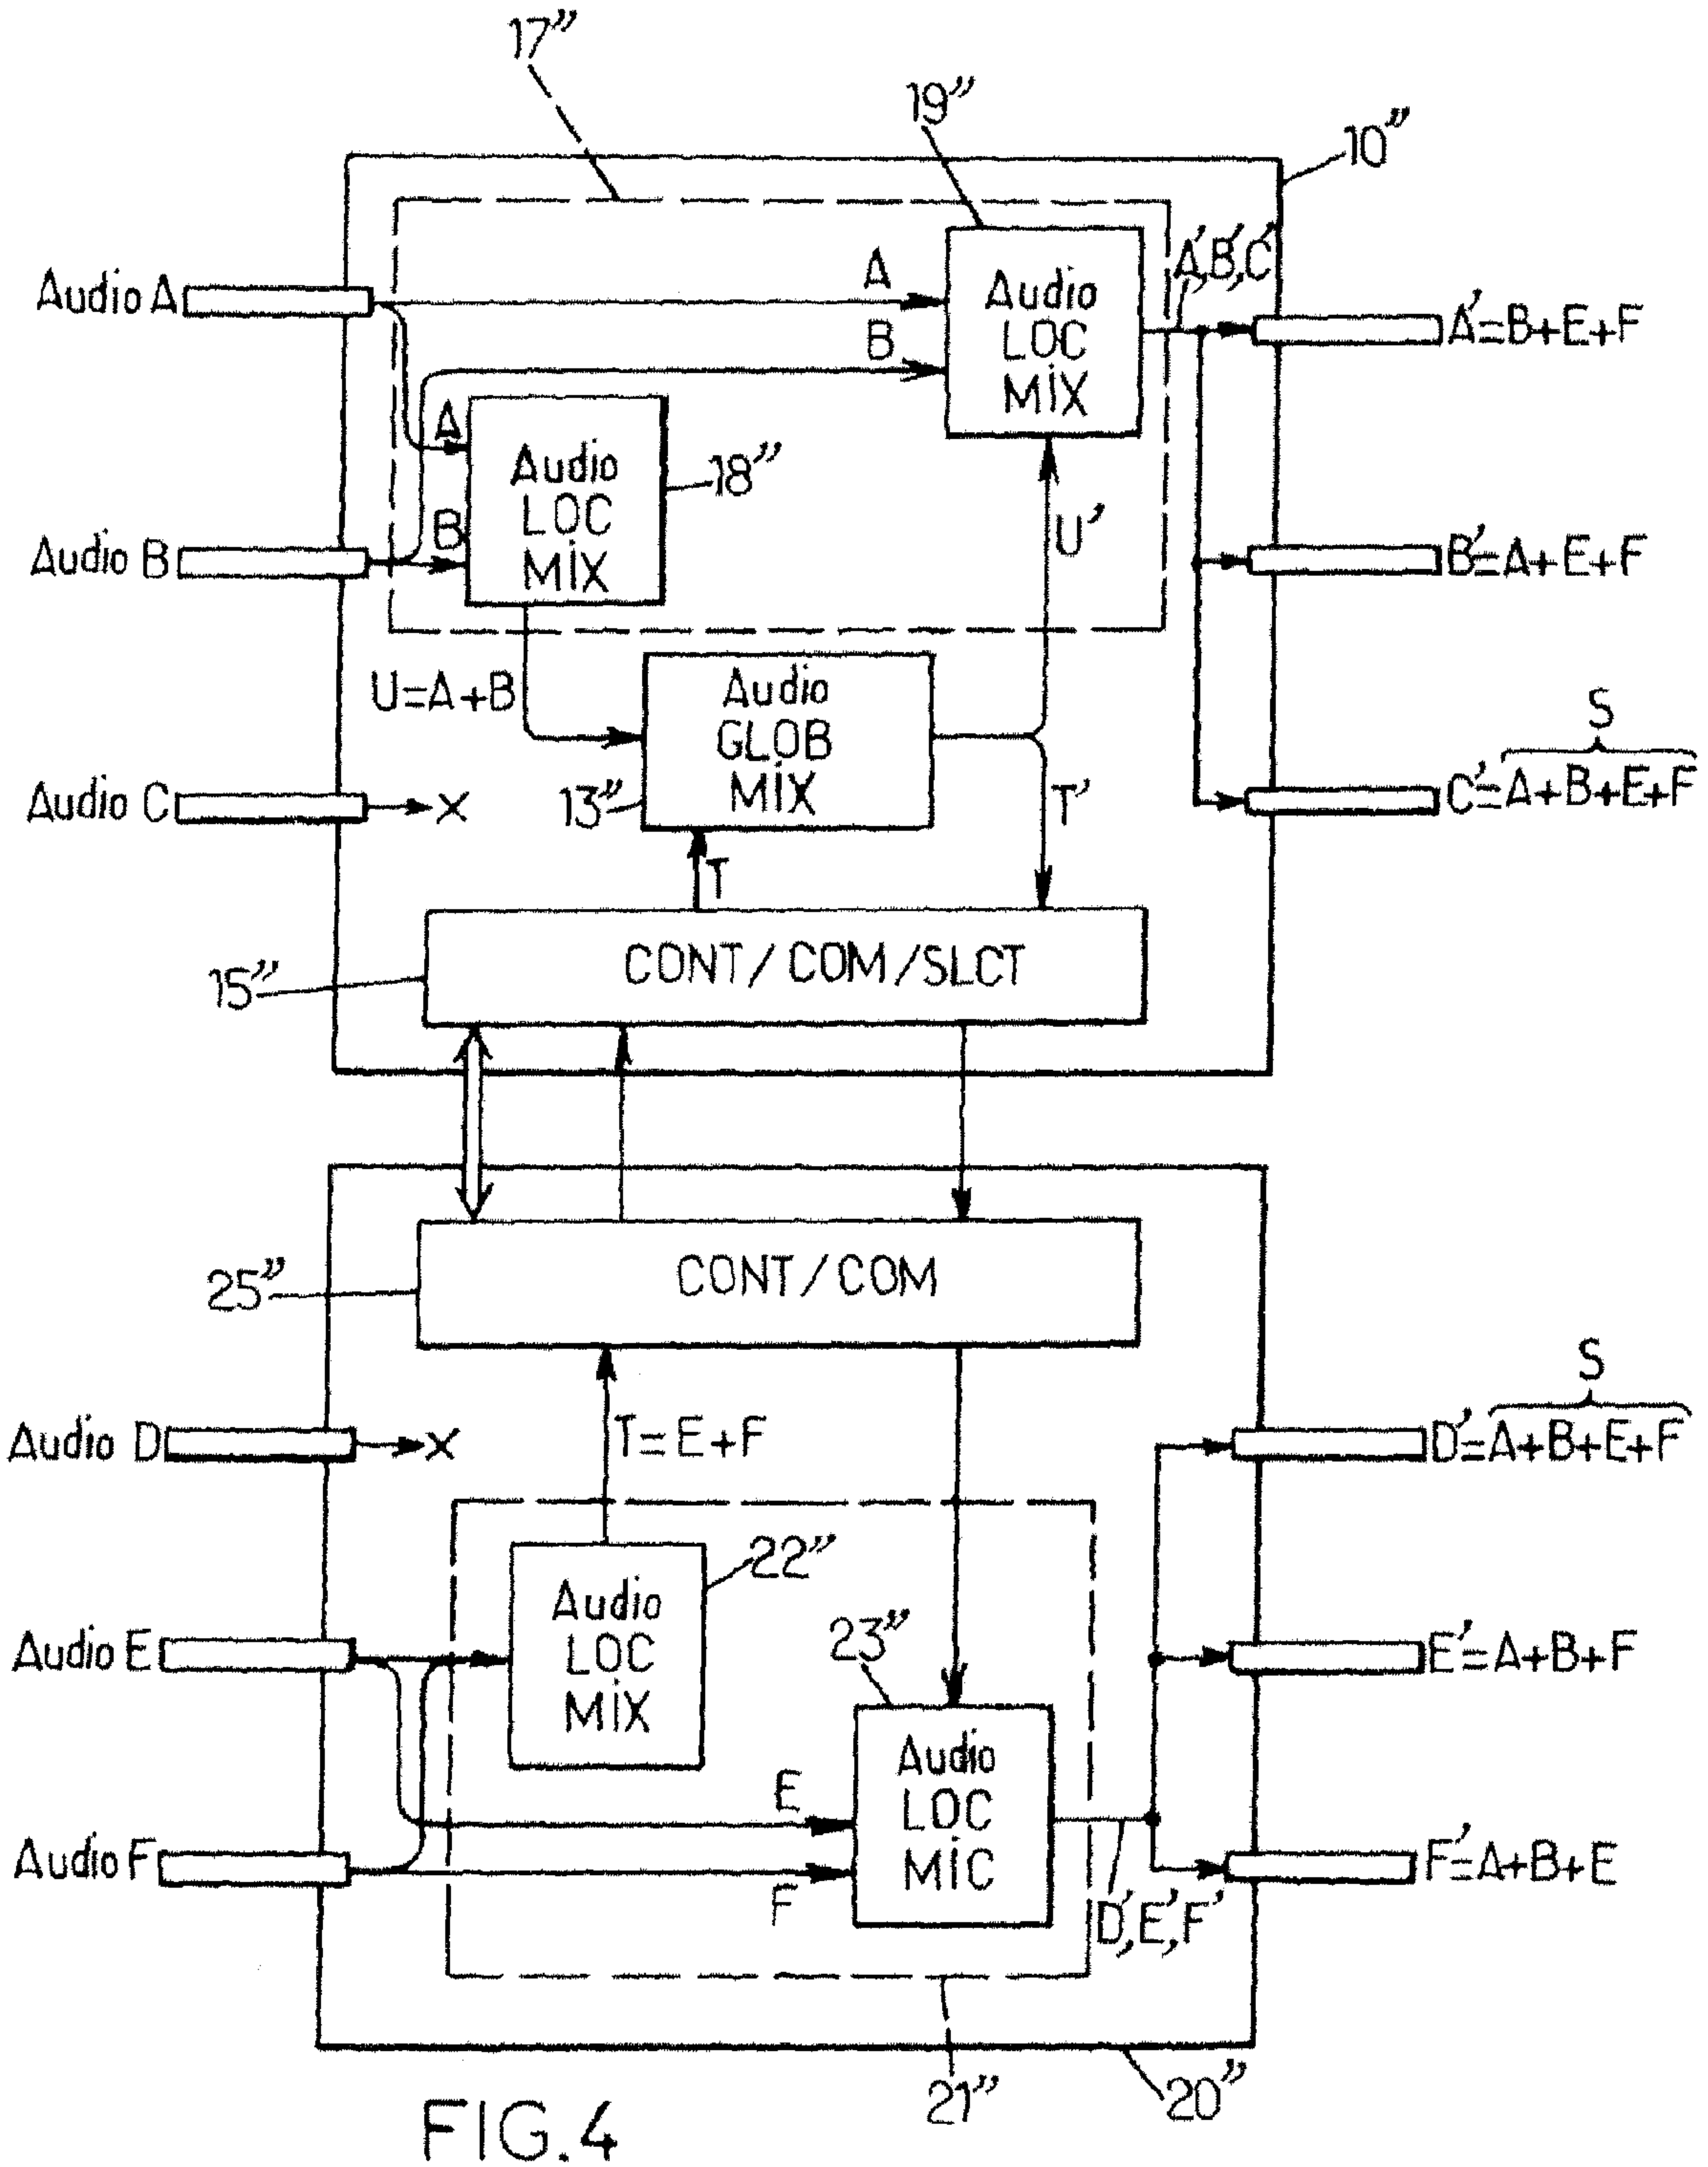 17”
19”
10”
Audio A
A
B
Audio
LOC
MIX
A’,B’,C’
A’=B+E+F
A
B
Audio
LOC
MIX
18”
Audio B
U’
B’=A+E+F
U=A+B
Audio
GLOB
MIX
13”
S
Audio C
X
T’
C’=A+B+E+F
T
15”
CONT/COM/SLCT
25”
CONT/COM
S
Audio D
X
T=E+F
D’=A+B+E+F
22”
Audio
LOC
MIX
23”
Audio E
E’=A+B+F
E
Audio
LOC
MIC
Audio F
F
D’,E’,F’
F’=A+B+E
21”
20”
FIG.4